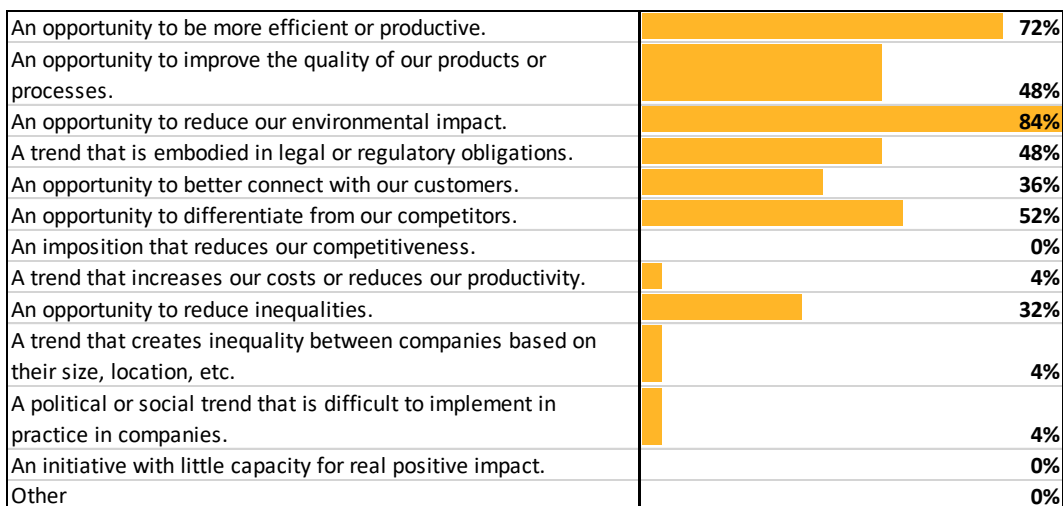 An opportunity to be more efficient or productive. 72%
An opportunity to improve the quality of our products or
processes. 48%
An opportunity to reduce our environmental impact. 84%
A trend that is embodied in legal or regulatory obligations. 48%
An opportunity to better connect with our customers. 36%
An opportunity to differentiate from our competitors. 52%
An imposition that reduces our competitiveness. 0%
A trend that increases our costs or reduces our productivity. 4%
An opportunity to reduce inequalities. 32%
A trend that creates inequality between companies based on
their size, location, etc. 4%
A political or social trend that is difficult to implement in
practice in companies. 4%
An initiative with little capacity for real positive impact. 0%
Other 0%